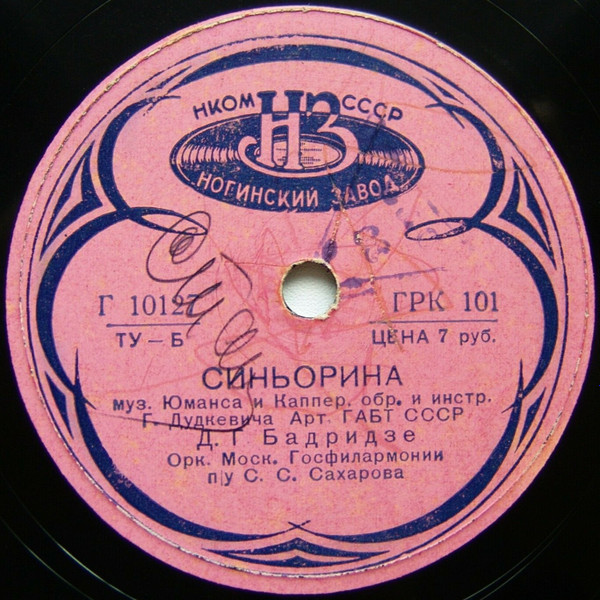 НКОМ НЗ СССР
НОГИНСКИЙ ЗАВОД
Г 10127 ГРК 101
ТУ – Б ЦЕНА 7 руб.
СИНЬОРИНА
муз. Юманса и Каппер. обр. и инстр.
Г. Дудкевича Арт. ГАБТ СССР
Д. Г Бадридзе
Орк. Моск. Госфилармонии
п|у С. С. Сахарова